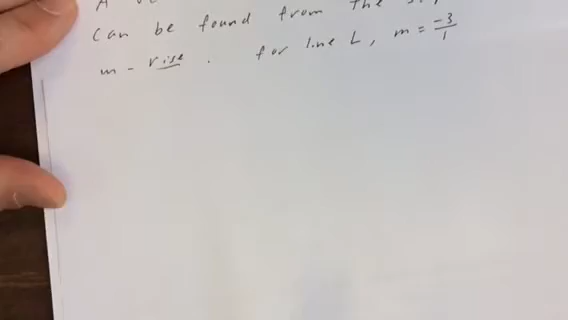 can be found from the
m - rise . for line L, m = -3/1